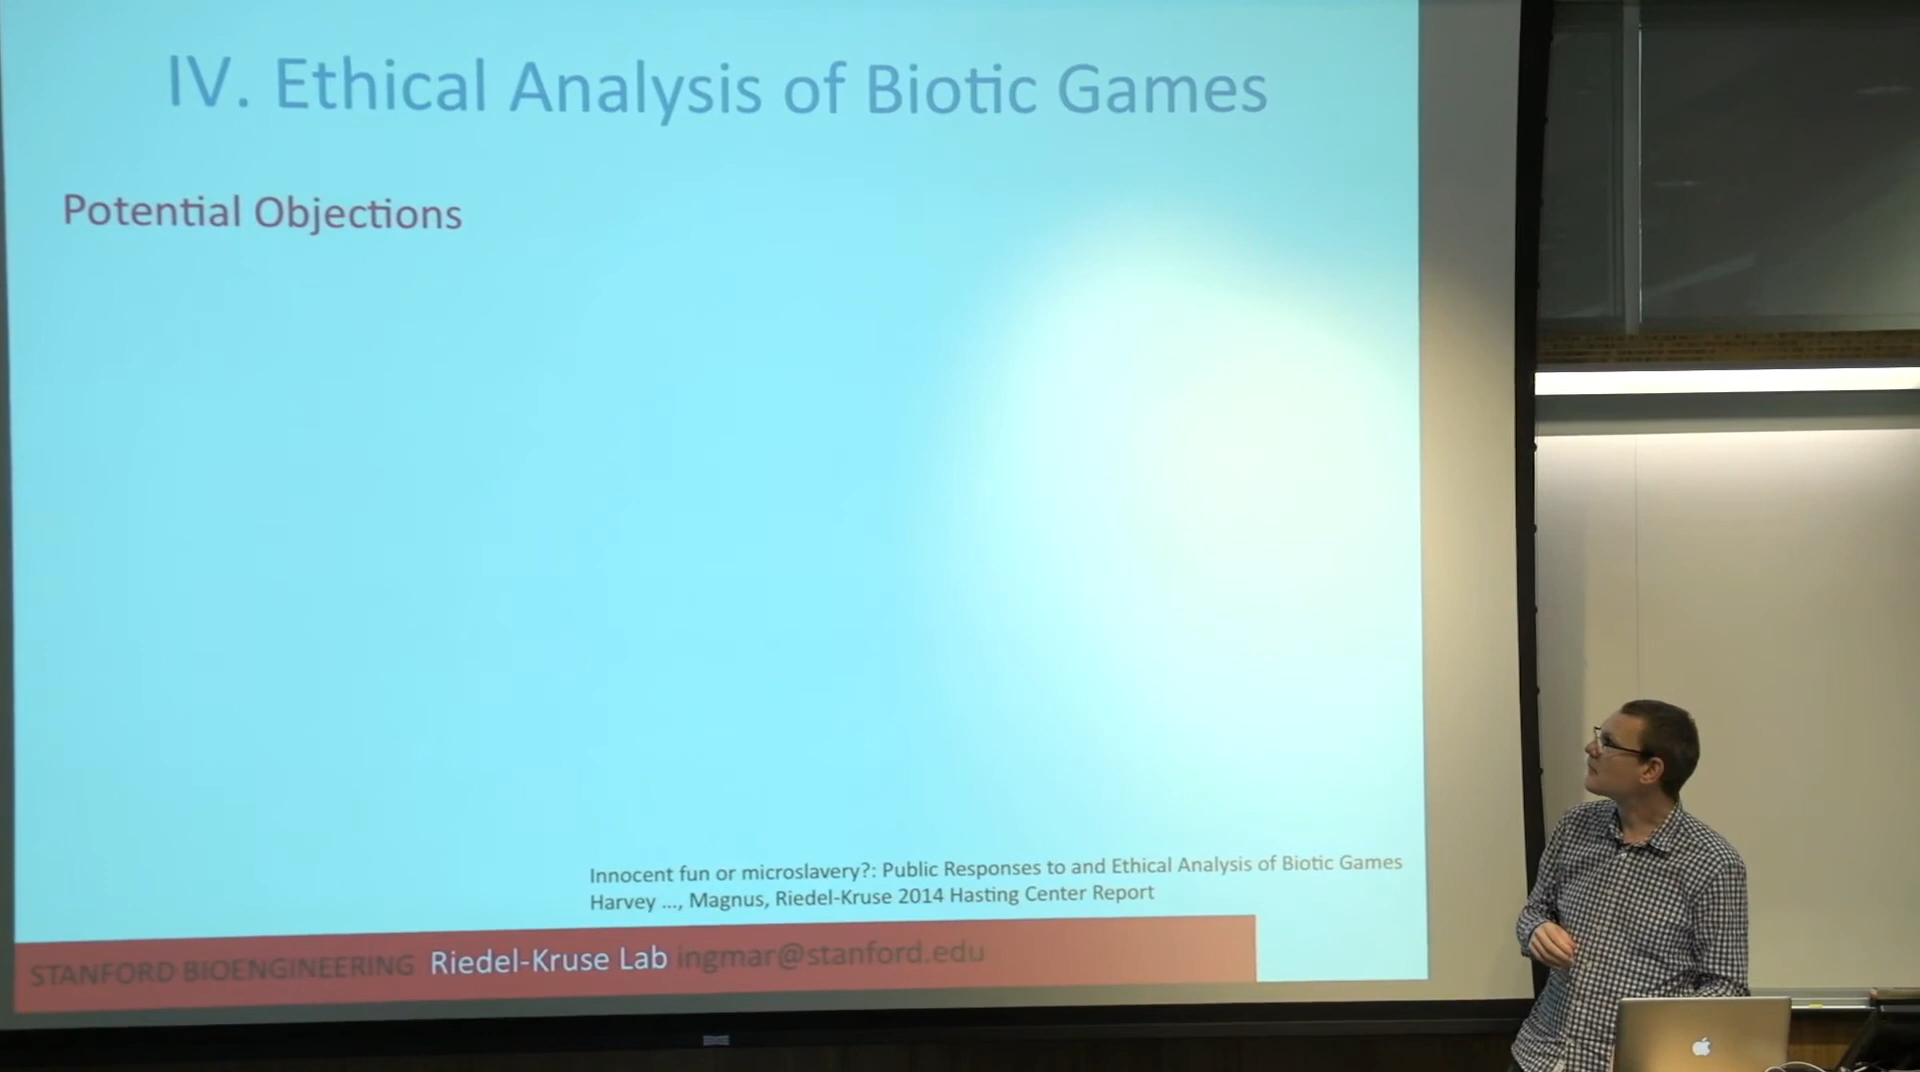 IV. Ethical Analysis of Biotic Games
Potential Objections
Innocent fun or microslavery?: Public Responses to and Ethical Analysis of Biotic Games
Harvey ..., Magnus, Riedel-Kruse 2014 Hasting Center Report
STANFORD BIOENGINEERING Riedel-Kruse Lab ingmar@stanford.edu